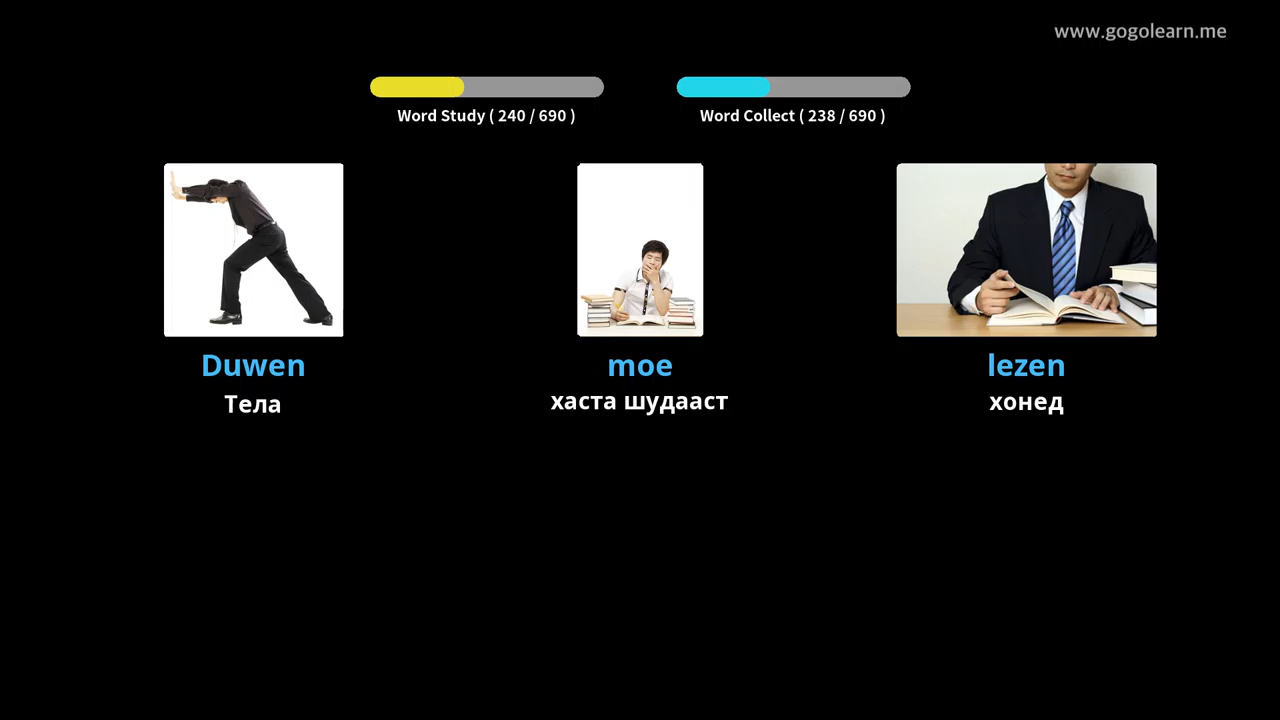 www.gogolearn.me
Word Study ( 240 / 690 )
Word Collect ( 238 / 690 )
Duwen
Тела
moe
хаста шудааст
lezen
хонед